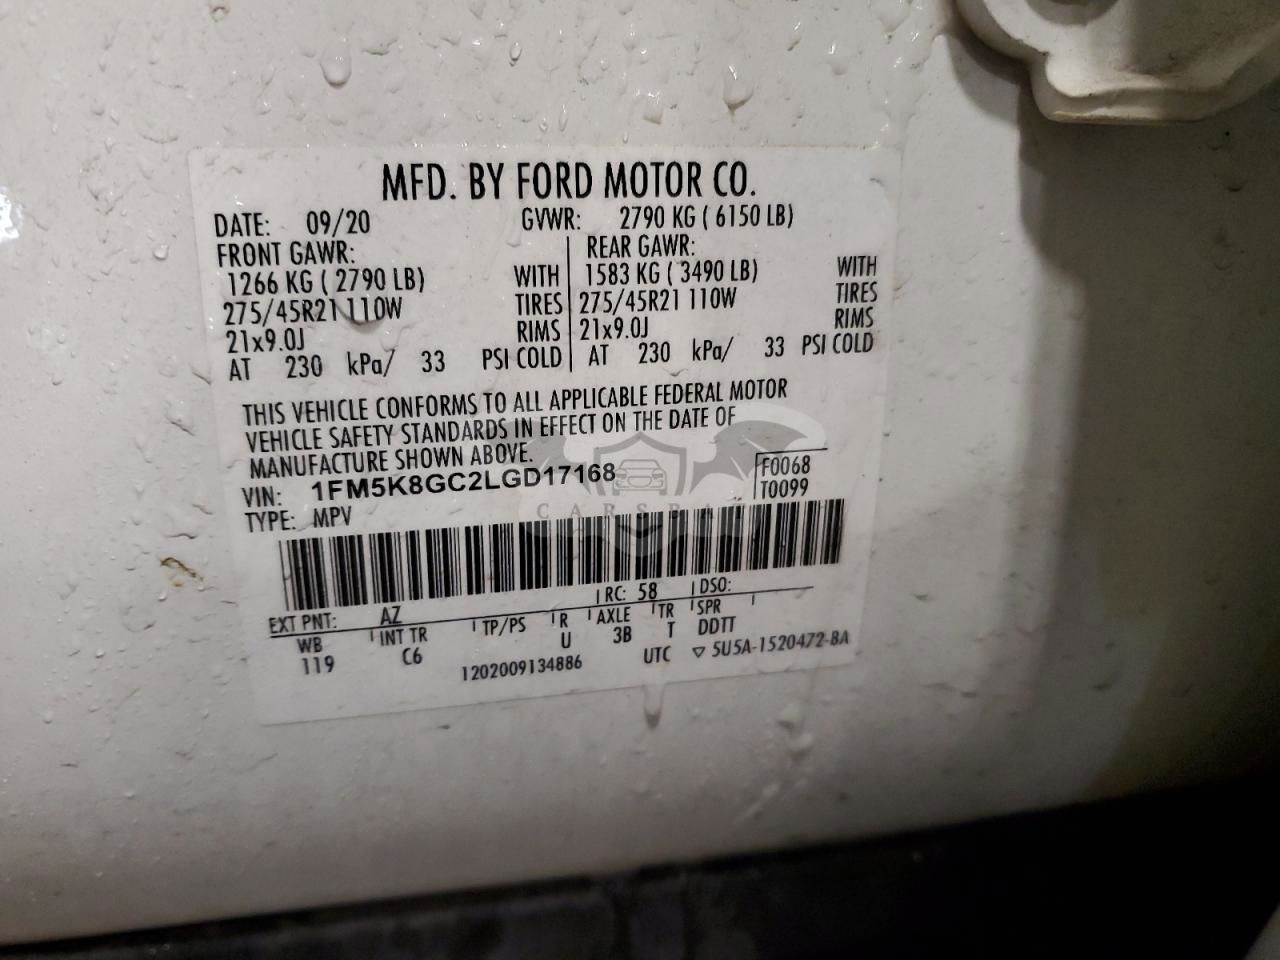 MFD. BY FORD MOTOR CO.
DATE: 09/20 GVWR: 2790 KG ( 6150 LB)
FRONT GAWR: REAR GAWR:
1266 KG ( 2790 LB) WITH 1583 KG ( 3490 LB) WITH
275/45R21 110W TIRES 275/45R21 110W TIRES
21x9.0J RIMS 21x9.0J RIMS
AT 230 kPa/ 33 PSI COLD AT 230 kPa/ 33 PSI COLD
THIS VEHICLE CONFORMS TO ALL APPLICABLE FEDERAL MOTOR
VEHICLE SAFETY STANDARDS IN EFFECT ON THE DATE OF
MANUFACTURE SHOWN ABOVE.
VIN: 1FM5K8GC2LGD17168 F0068
TYPE: MPV T0099
EXT PNT: AZ RC: 58 DSO:
WB INT TR TP/PS R AXLE TR SPR
119 C6 U 3B T DDTT
1202009134886 UTC ▽ 5U5A-1520472-BA